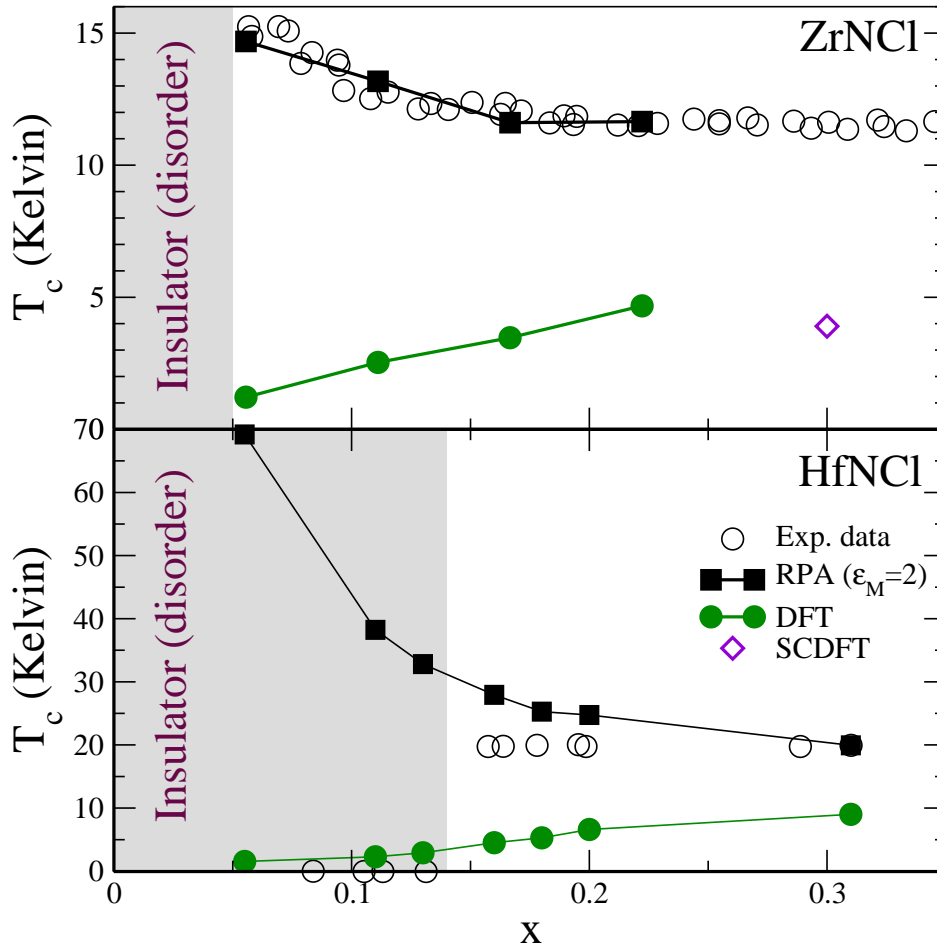 ZrNCl
15
10
5
T_c (Kelvin)
Insulator (disorder)
HfNCl
70
60
50
40
30
20
10
0
T_c (Kelvin)
Insulator (disorder)
Exp. data
RPA (ε_M=2)
DFT
SCDFT
0 0.1 0.2 0.3
x